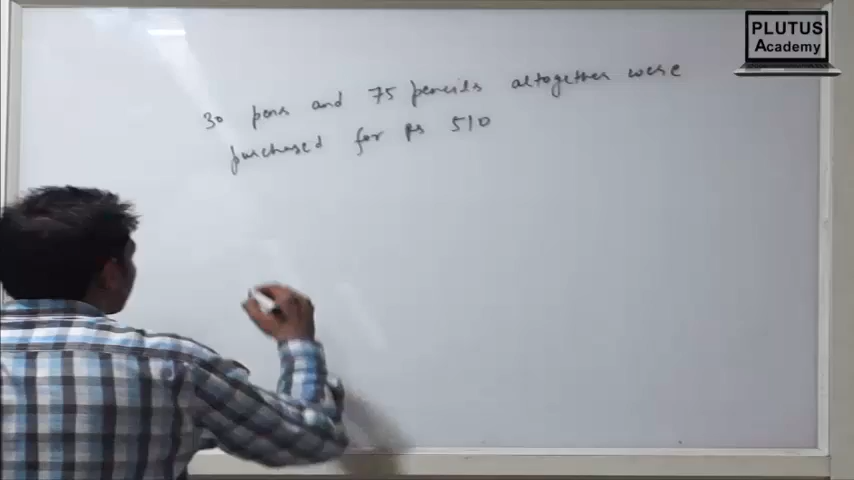 PLUTUS
Academy
30 pens and 75 pencils altogether were
purchased for Rs 510